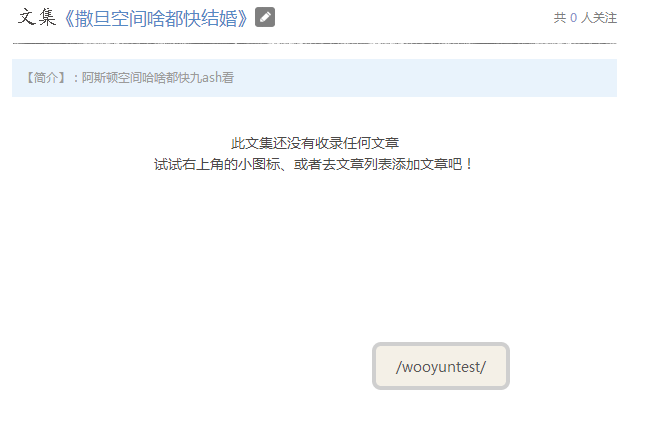 文集《撒旦空间啥都快结婚》
共 0 人关注
【简介】：阿斯顿空间哈啥都快九ash看
此文集还没有收录任何文章
试试右上角的小图标、或者去文章列表添加文章吧！
/wooyuntest/